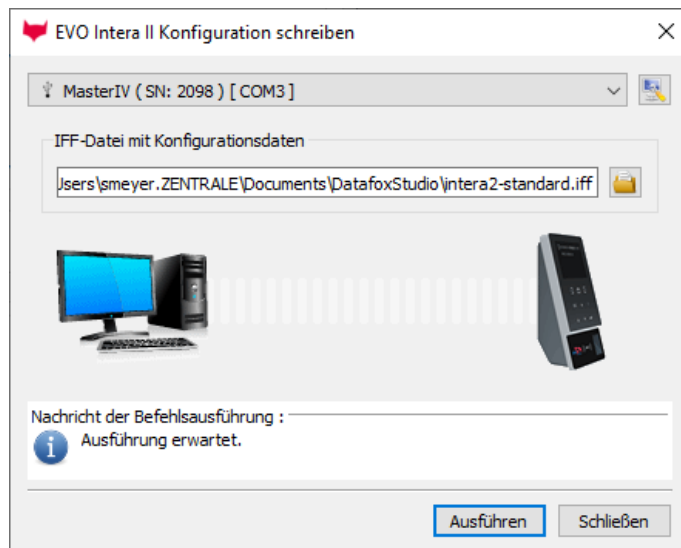 EVO Intera II Konfiguration schreiben
MasterIV ( SN: 2098 ) [ COM3 ]
IFF-Datei mit Konfigurationsdaten
Jsers\smeyer.ZENTRALE\Documents\DatafoxStudio\intera2-standard.iff
Nachricht der Befehlsausführung :
Ausführung erwartet.
Ausführen
Schließen